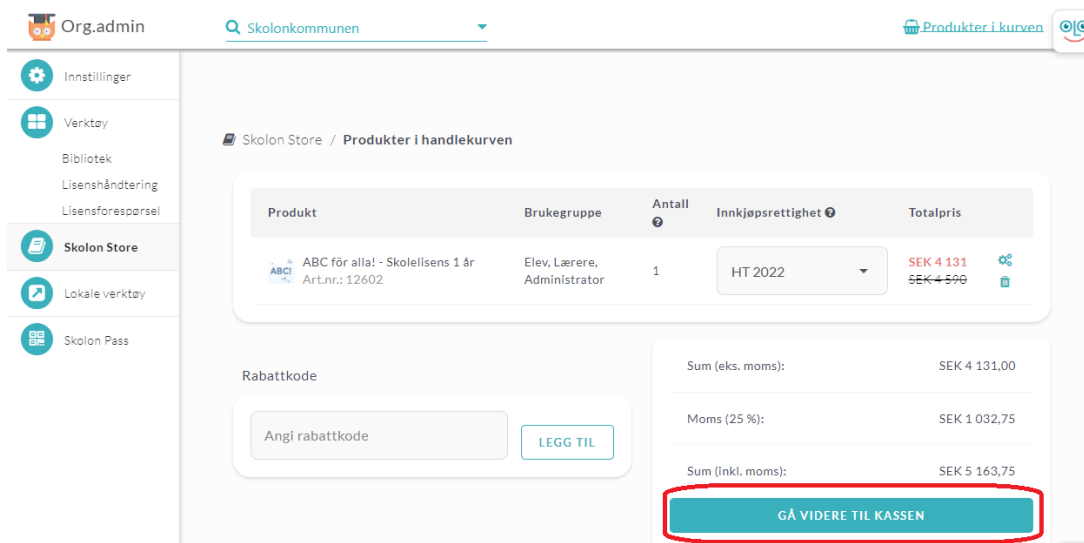 Org.admin
Skolonkommunen
Produkter i kurven
Innstillinger
Verktøy
Bibliotek
Lisenshåndtering
Lisensforespørsel
Skolon Store
Lokale verktøy
Skolon Pass
Skolon Store / Produkter i handlekurven
Produkt Brukegruppe Antall Innkjøpsrettighet Totalpris
ABC! ABC för alla! - Skolelisens 1 år
Art.nr.: 12602
Elev, Lærere,
Administrator
1
HT 2022
SEK 4 131
SEK 4 590
Rabattkode
Angi rabattkode
LEGG TIL
Sum (eks. moms): SEK 4 131,00
Moms (25 %): SEK 1 032,75
Sum (inkl. moms): SEK 5 163,75
GÅ VIDERE TIL KASSEN